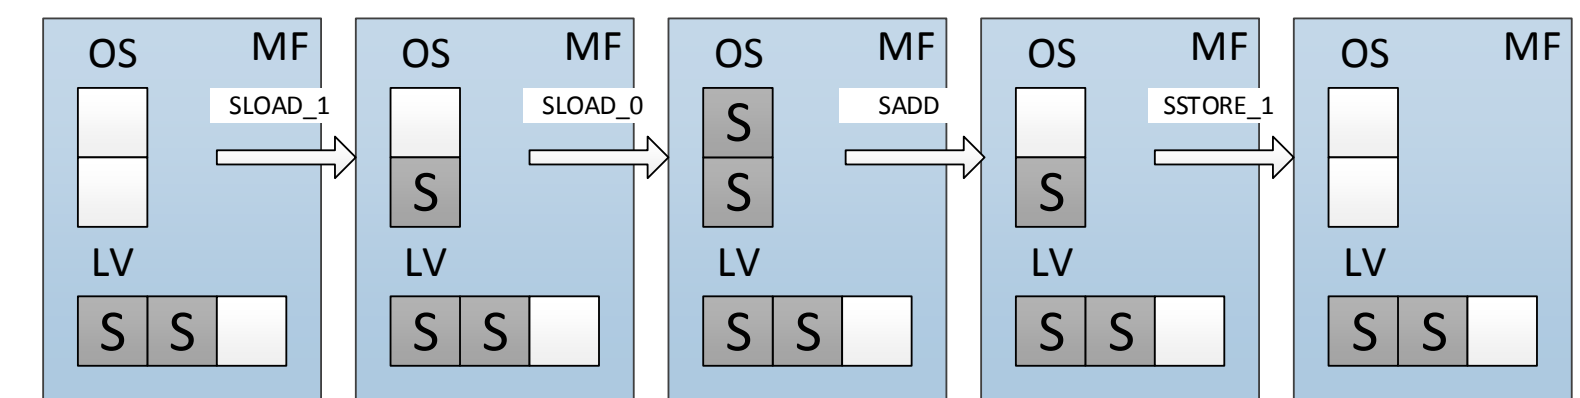 OS MF OS MF OS MF OS MF OS MF
SLOAD_1 SLOAD_0 SADD SSTORE_1
S
S S S
LV LV LV LV LV
S S S S S S S S S S